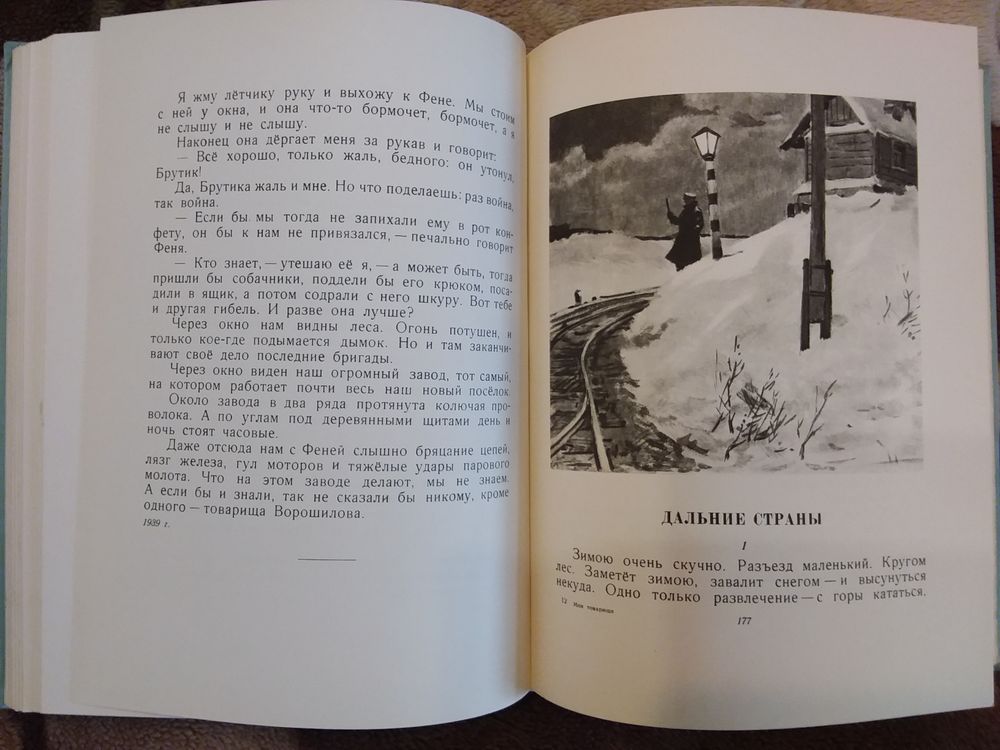 Я жму лётчику руку и выхожу к Фене. Мы стоим
с ней у окна, и она что-то бормочет, бормочет, а я
не слышу и не слышу.
Наконец она дёргает меня за рукав и говорит:
— Всё хорошо, только жаль, бедного: он утонул,
Брутик!
Да, Брутика жаль и мне. Но что поделаешь: раз война,
так война.
— Если бы мы тогда не запихали ему в рот кон-
фету, он бы к нам не привязался, — печально говорит
Феня.
— Кто знает, — утешаю её я, — а может быть, тогда
пришли бы собачники, поддели бы его крюком, поса-
дили в ящик, а потом содрали с него шкуру. Вот тебе
и другая гибель. И разве она лучше?
Через окно нам видны леса. Огонь потушен, и
только кое-где подымается дымок. Но и там заканчи-
вают своё дело последние бригады.
Через окно виден наш огромный завод, тот самый,
на котором работает почти весь наш новый посёлок.
Около завода в два ряда протянута колючая про-
волока. А по углам под деревянными щитами день и
ночь стоят часовые.
Даже отсюда нам с Феней слышно бряцание цепей,
лязг железа, гул моторов и тяжёлые удары парового
молота. Что на этом заводе делают, мы не знаем.
А если бы и знали, так не сказали бы никому, кроме
одного — товарища Ворошилова.
1939 г.
ДАЛЬНИЕ СТРАНЫ
1
Зимою очень скучно. Разъезд маленький. Кругом
лес. Заметёт зимою, завалит снегом — и высунуться
некуда. Одно только развлечение — с горы кататься.
12 Мои товарищи
177